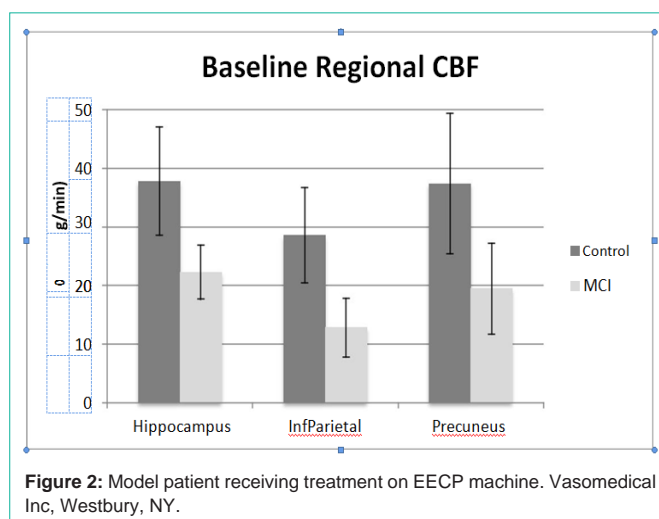 Baseline Regional CBF
50
40
30
20
10
0
0 g/min)
Control
MCI
Hippocampus InfParietal Precuneus
Figure 2: Model patient receiving treatment on EECP machine. Vasomedical
Inc, Westbury, NY.